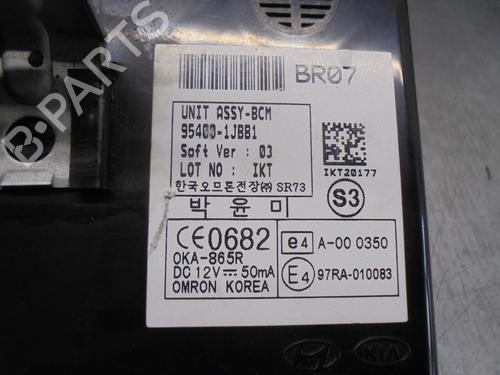 BR07
UNIT ASSY-BCM
95400-1JBB1
Soft Ver : 03
LOT NO : IKT
한국오므론전장㈜ SR73
IKT20177
박 윤 미
S3
CE0682
e4 A-00 0350
OKA-865R
DC 12V 50mA
E4 97RA-010083
OMRON KOREA
KIA
B-PARTS